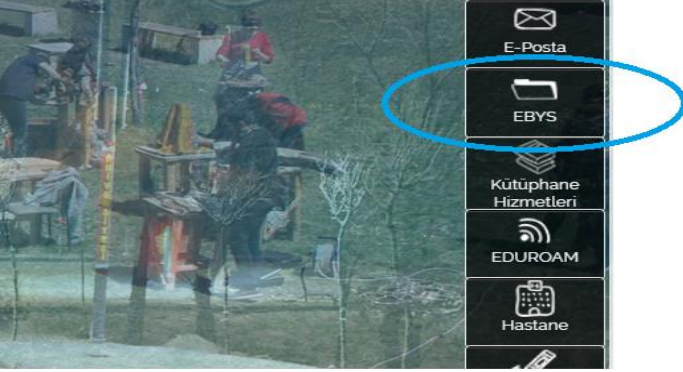 E-Posta
EBYS
Kütüphane
Hizmetleri
EDUROAM
Hastane